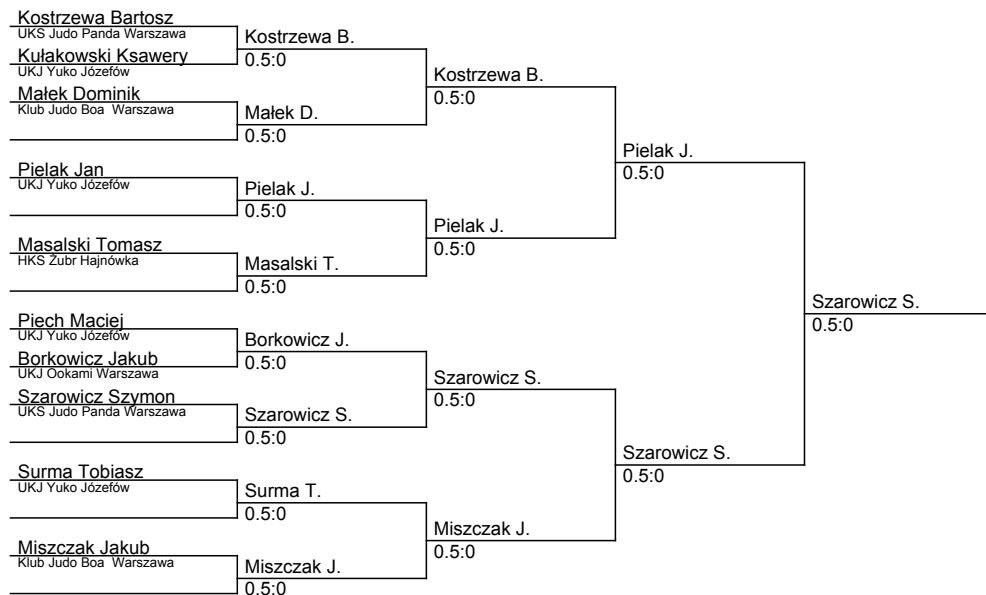 Kostrzewa Bartosz
UKS Judo Panda Warszawa
Kułakowski Ksawery
UKJ Yuko Józefów
Małek Dominik
Klub Judo Boa  Warszawa
Pielak Jan
UKJ Yuko Józefów
Masalski Tomasz
HKS Żubr Hajnówka
Piech Maciej
UKJ Yuko Józefów
Borkowicz Jakub
UKJ Ookami Warszawa
Szarowicz Szymon
UKS Judo Panda Warszawa
Surma Tobiasz
UKJ Yuko Józefów
Miszczak Jakub
Klub Judo Boa  Warszawa
Kostrzewa B.
0.5:0
Małek D.
0.5:0
Pielak J.
0.5:0
Masalski T.
0.5:0
Borkowicz J.
0.5:0
Szarowicz S.
0.5:0
Surma T.
0.5:0
Miszczak J.
0.5:0
Kostrzewa B.
0.5:0
Pielak J.
0.5:0
Szarowicz S.
0.5:0
Miszczak J.
0.5:0
Pielak J.
0.5:0
Szarowicz S.
0.5:0
Szarowicz S.
0.5:0